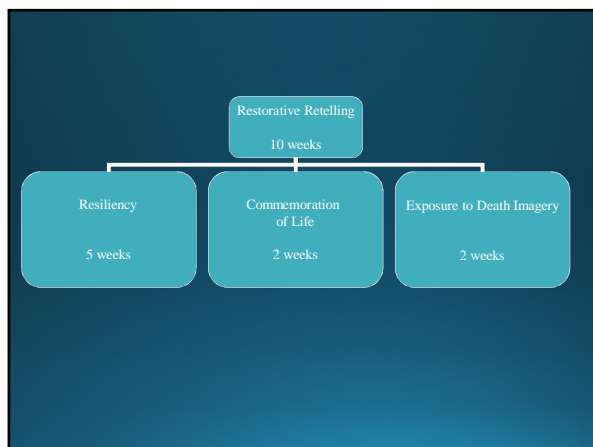 Restorative Retelling
10 weeks
Resiliency
5 weeks
Commemoration
of Life
2 weeks
Exposure to Death Imagery
2 weeks